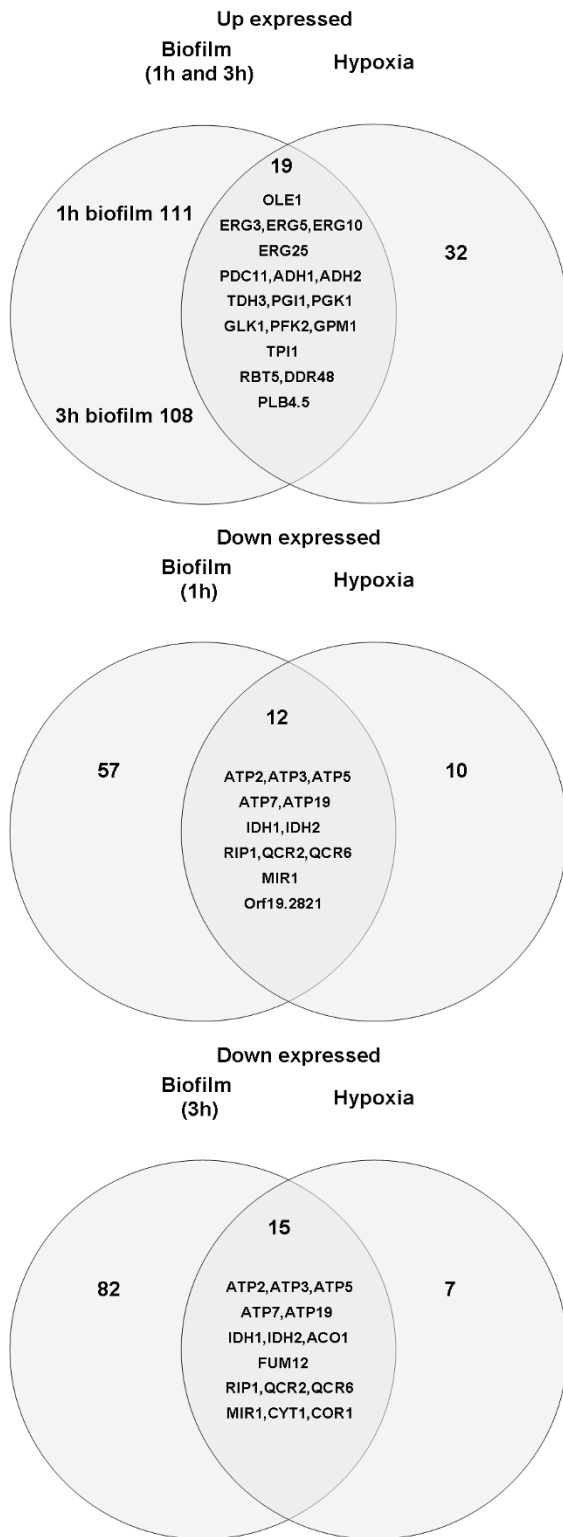 Up expressed
Biofilm
(1h and 3h)
Hypoxia
19
1h biofilm 111
OLE1
ERG3,ERG5,ERG10
ERG25
32
PDC11,ADH1,ADH2
TDH3,PGI1,PGK1
GLK1,PFK2,GPM1
TPI1
RBT5,DDR48
PLB4.5
3h biofilm 108
Down expressed
Biofilm
(1h)
Hypoxia
12
57
10
ATP2,ATP3,ATP5
ATP7,ATP19
IDH1,IDH2
RIP1,QCR2,QCR6
MIR1
Orf19.2821
Down expressed
Biofilm
(3h)
Hypoxia
15
82
7
ATP2,ATP3,ATP5
ATP7,ATP19
IDH1,IDH2,ACO1
FUM12
RIP1,QCR2,QCR6
MIR1,CYT1,COR1